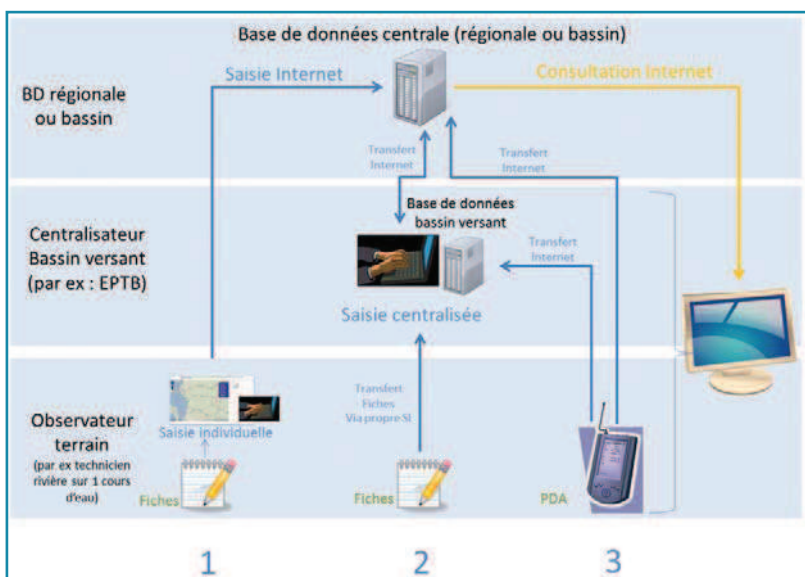 Base de données centrale (régionale ou bassin)
Saisie Internet
Consultation Internet
BD régionale
ou bassin
Transfert
Internet
Transfert
Internet
Base de données
bassin versant
Centralisateur
Bassin versant
(par ex : EPTB)
Transfert
Internet
Saisie centralisée
Transfert
Fiches
Via propre SI
Observateur
terrain
(par ex technicien
rivière sur 1 cours
d'eau)
Saisie individuelle
Fiches
Fiches
PDA
1
2
3